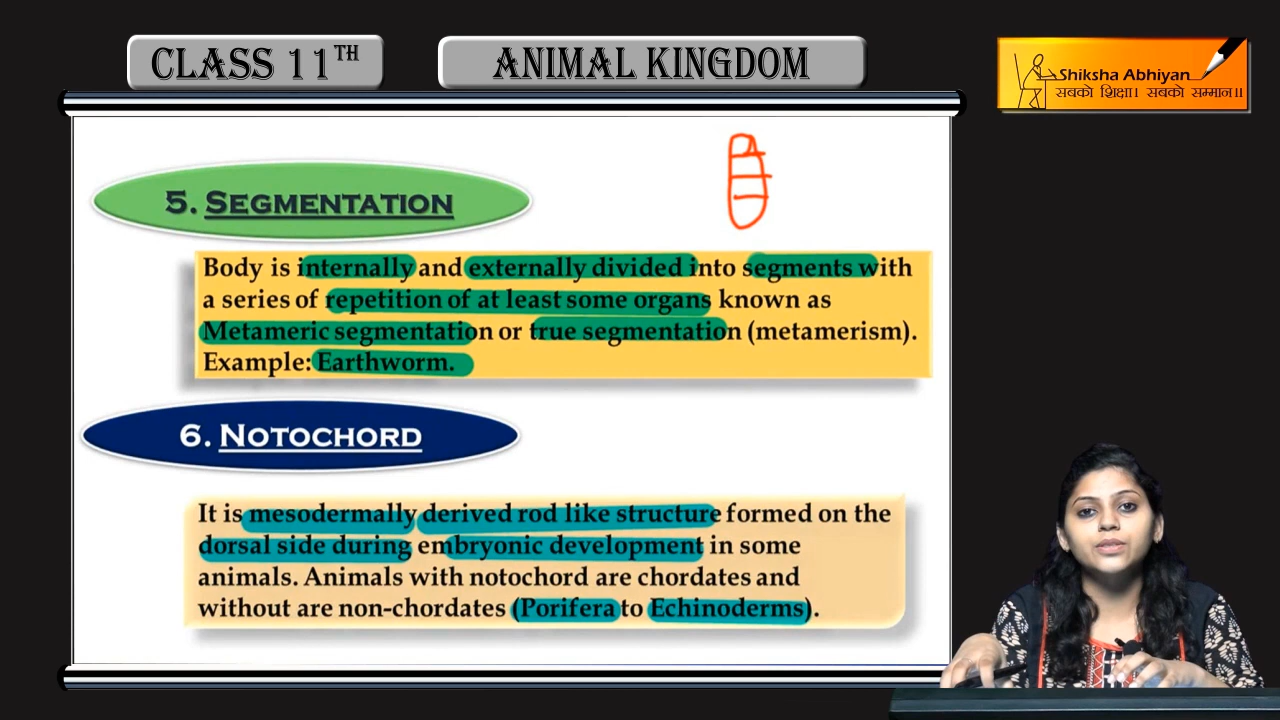 CLASS 11TH
ANIMAL KINGDOM
Shiksha Abhiyan
सबको शिक्षा। सबको सम्मान॥
5. SEGMENTATION
Body is internally and externally divided into segments with
a series of repetition of at least some organs known as
Metameric segmentation or true segmentation (metamerism).
Example: Earthworm.
6. NOTOCHORD
It is mesodermally derived rod like structure formed on the
dorsal side during embryonic development in some
animals. Animals with notochord are chordates and
without are non-chordates (Porifera to Echinoderms).